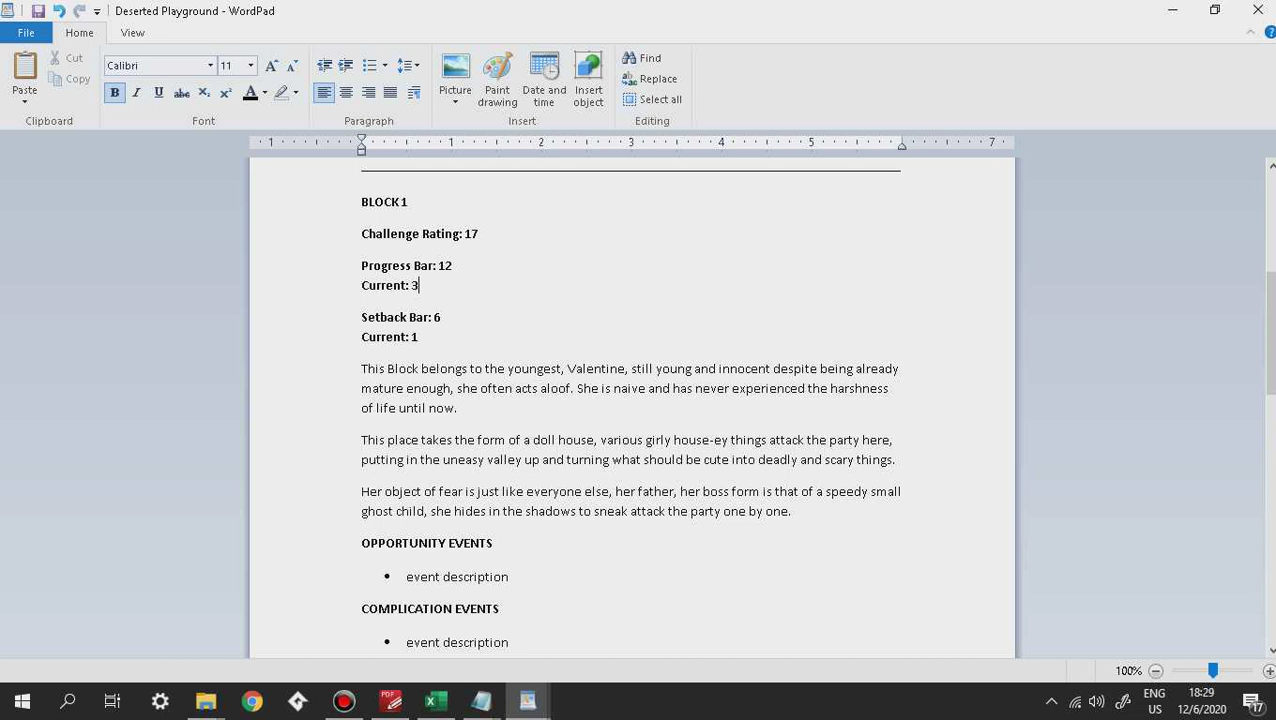 Deserted Playground - WordPad
File Home View
Cut
Copy
Paste
Calibri 11
Picture
Paint drawing
Date and time
Insert object
Find
Replace
Select all
Clipboard Font Paragraph Insert Editing
1 1 2 3 4 5 7
BLOCK 1
Challenge Rating: 17
Progress Bar: 12
Current: 3
Setback Bar: 6
Current: 1
This Block belongs to the youngest, Valentine, still young and innocent despite being already
mature enough, she often acts aloof. She is naive and has never experienced the harshness
of life until now.
This place takes the form of a doll house, various girly house-ey things attack the party here,
putting in the uneasy valley up and turning what should be cute into deadly and scary things.
Her object of fear is just like everyone else, her father, her boss form is that of a speedy small
ghost child, she hides in the shadows to sneak attack the party one by one.
OPPORTUNITY EVENTS
• event description
COMPLICATION EVENTS
• event description
100%
ENG
US
18:29
12/6/2020
17